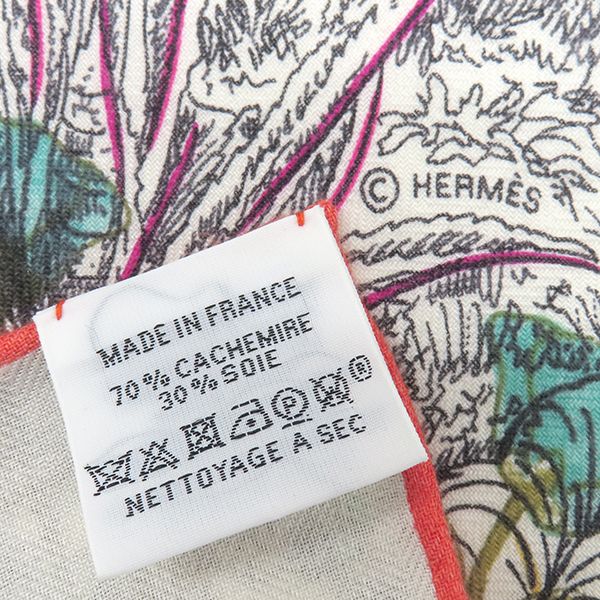 © HERMÈS
MADE IN FRANCE
70% CACHEMIRE
30% SOIE
®
NETTOYAGE A SEC